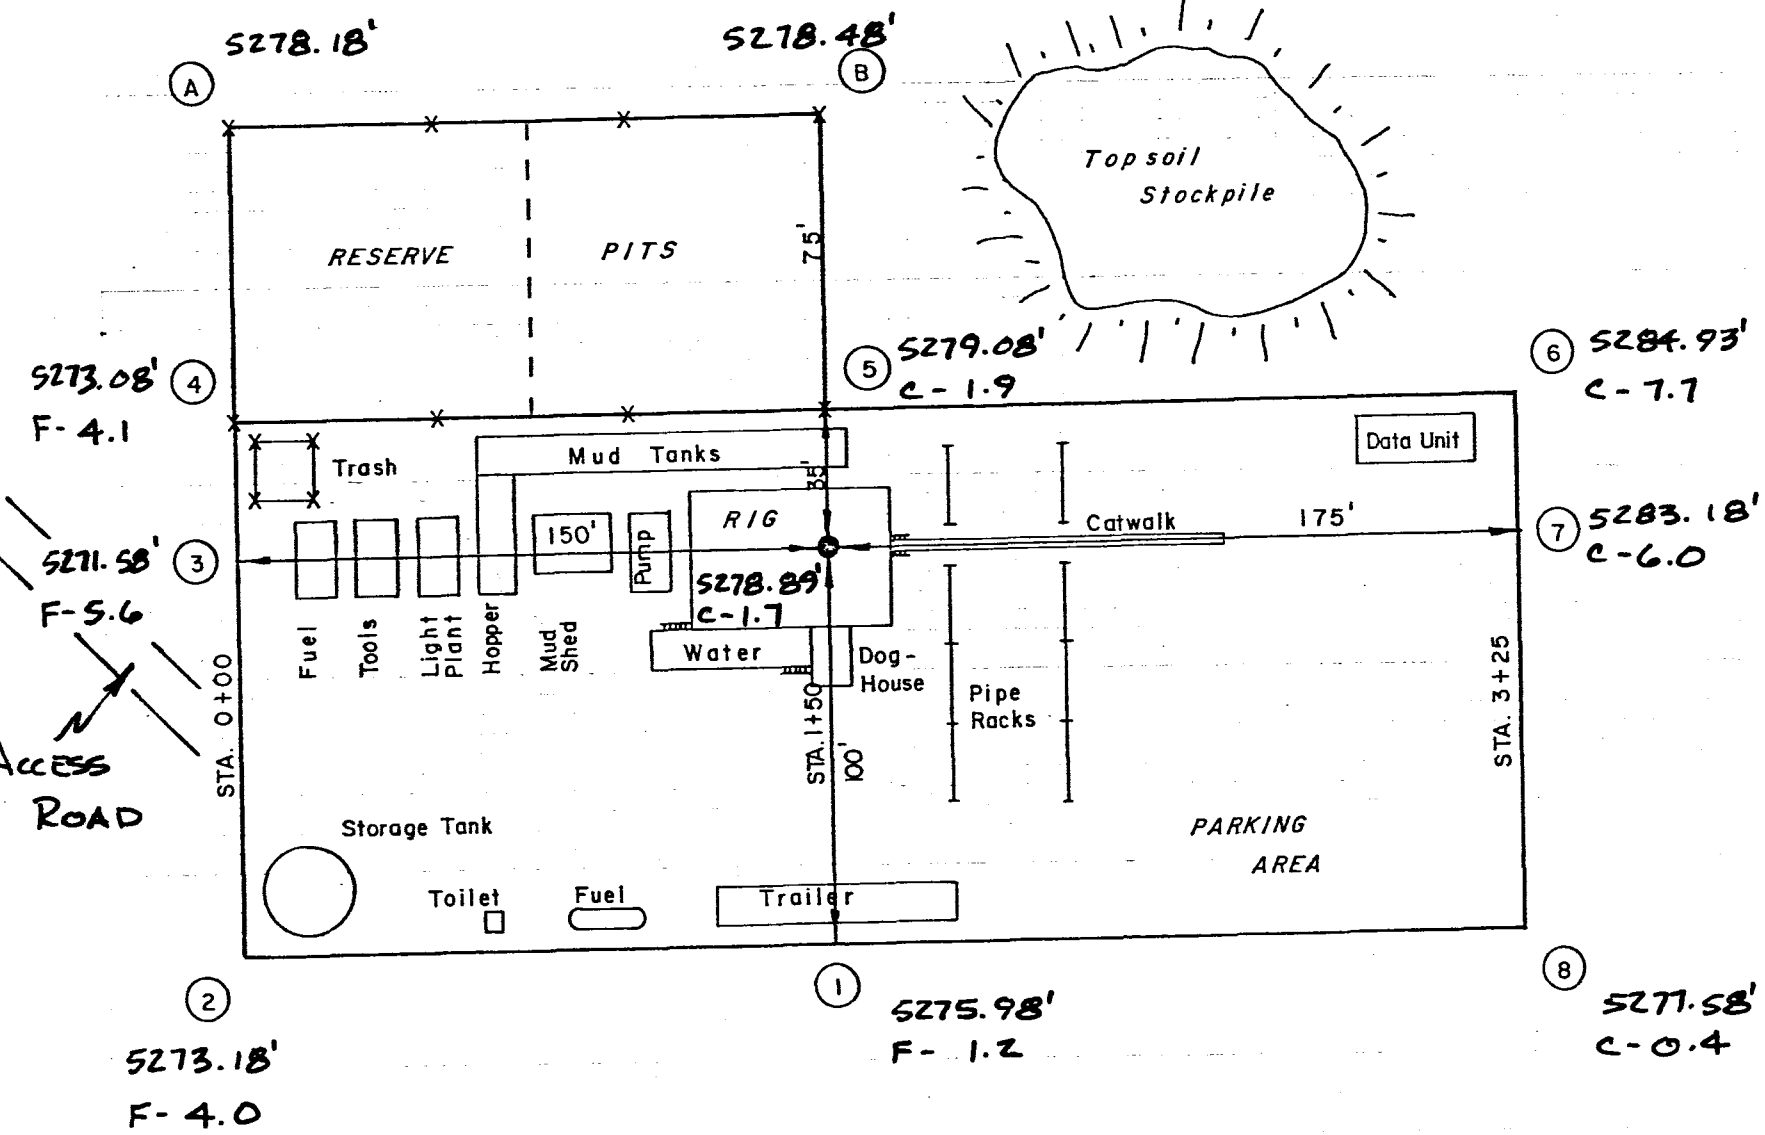 5278.18'
5278.48'
A
B
Topsoil
Stockpile
RESERVE PITS
75'
5273.08'
F- 4.1
4
5
5279.08'
C- 1.9
6
5284.93'
C- 7.7
Trash
Mud Tanks
35'
Data Unit
RIG
Catwalk
175'
7
5283.18'
C-6.0
5271.58'
F-5.6
3
150'
Pump
5278.89'
C-1.7
Fuel
Tools
Light
Plant
Hopper
Mud
Shed
Water
Dog-
House
Pipe
Racks
STA. 0+00
STA. 1+50
100'
STA. 3+25
N
ACCESS
ROAD
Storage Tank
PARKING
AREA
Toilet
Fuel
Trailer
2
5273.18'
F- 4.0
1
5275.98'
F- 1.2
8
5277.58'
C-0.4